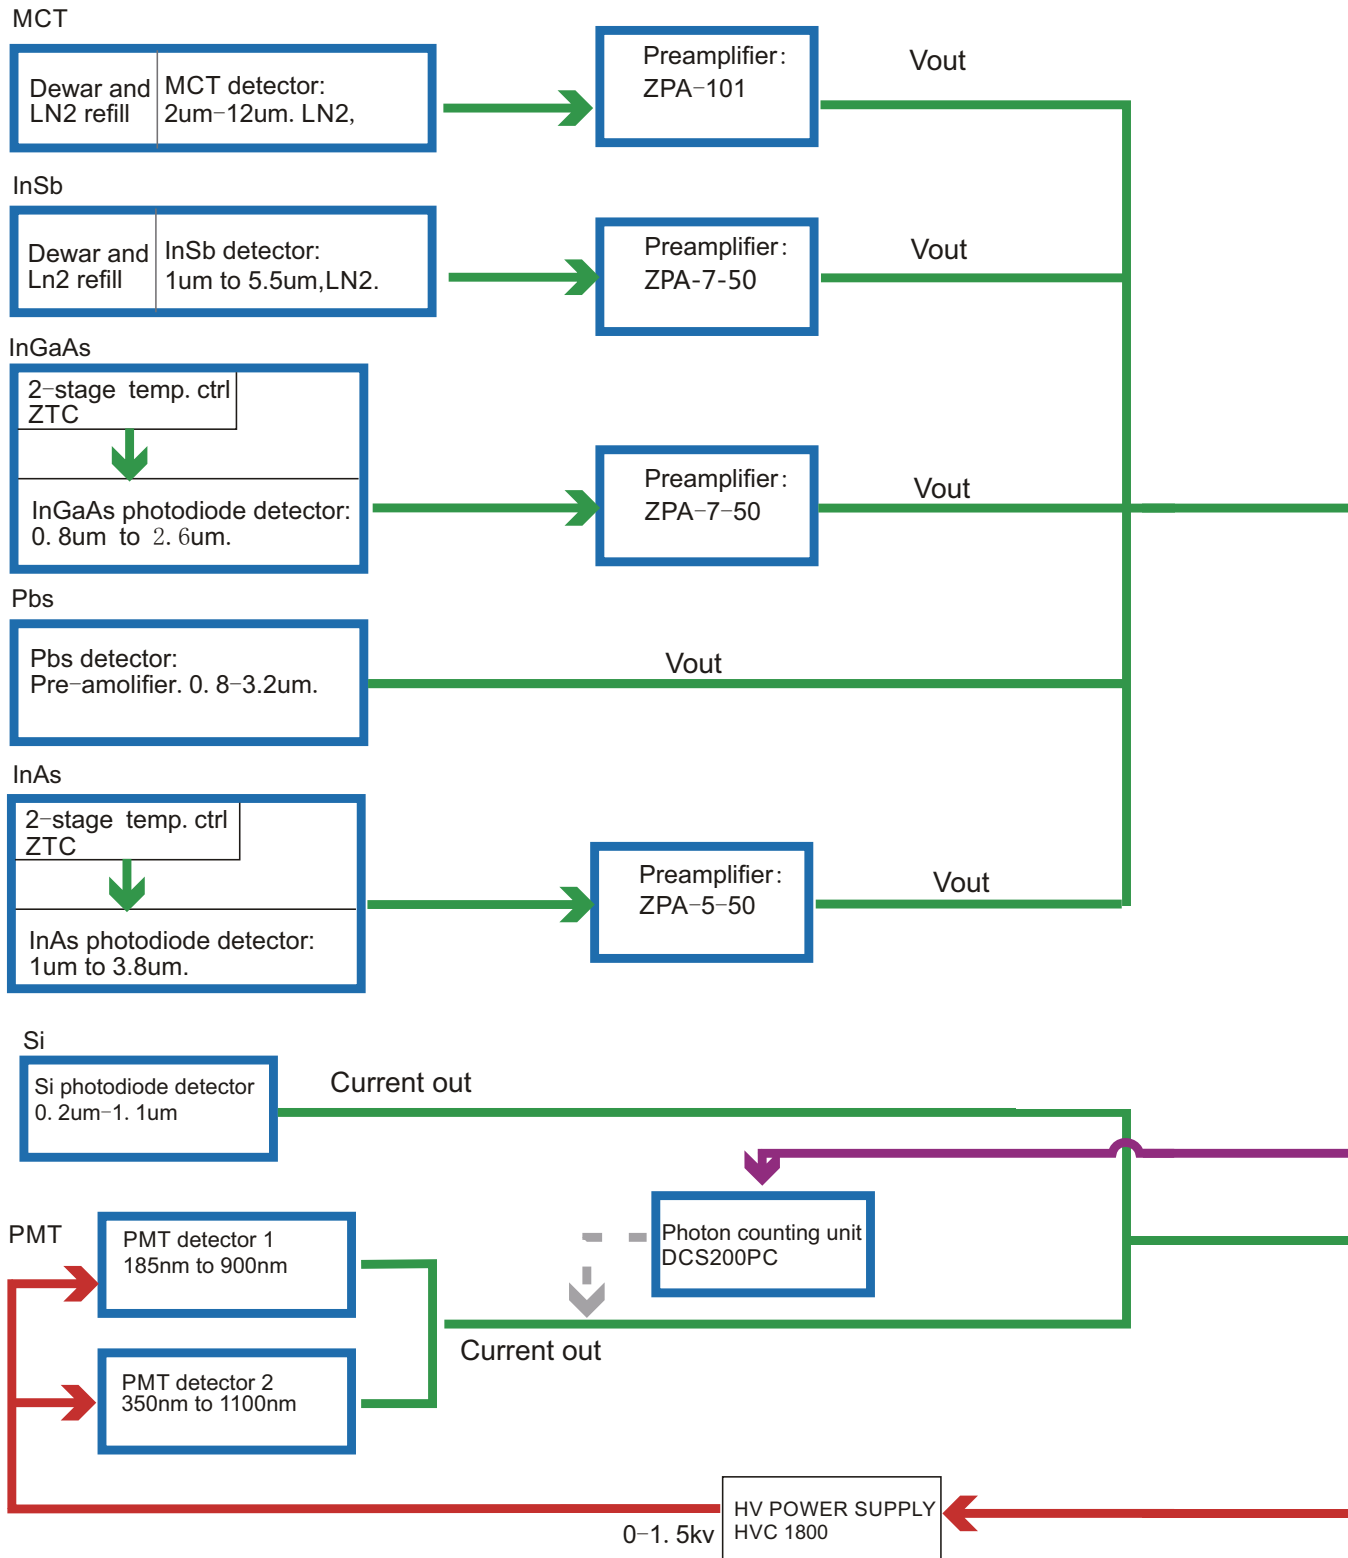 MCT
Dewar and
LN2 refill
MCT detector:
2um-12um. LN2,
Preamplifier:
ZPA-101
Vout
InSb
Dewar and
Ln2 refill
InSb detector:
1um to 5.5um,LN2.
Preamplifier:
ZPA-7-50
Vout
InGaAs
2-stage temp. ctrl
ZTC
InGaAs photodiode detector:
0. 8um to 2. 6um.
Preamplifier:
ZPA-7-50
Vout
Pbs
Pbs detector:
Pre-amolifier. 0. 8-3.2um.
Vout
InAs
2-stage temp. ctrl
ZTC
InAs photodiode detector:
1um to 3.8um.
Preamplifier:
ZPA-5-50
Vout
Si
Si photodiode detector
0. 2um-1. 1um
Current out
PMT
PMT detector 1
185nm to 900nm
Photon counting unit
DCS200PC
Current out
PMT detector 2
350nm to 1100nm
HV POWER SUPPLY
HVC 1800
0-1. 5kv